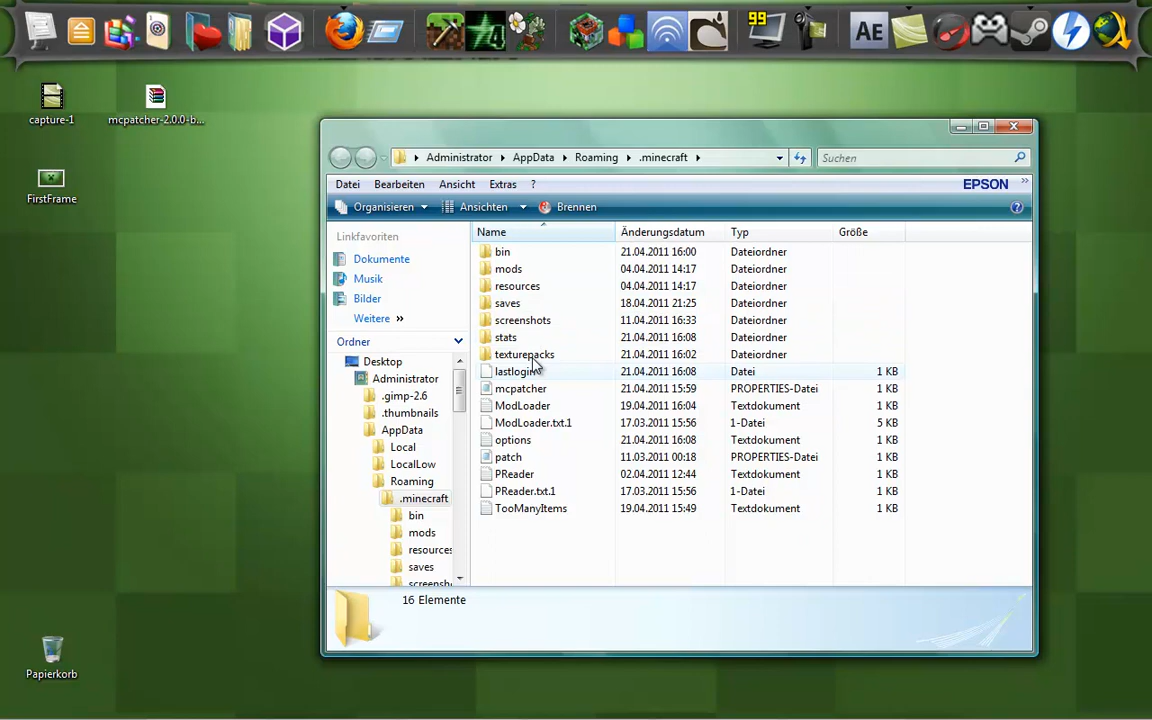 99
AE
capture-1
mcpatcher-2.0.0-b...
FirstFrame
Papierkorb
Administrator
AppData
Roaming
.minecraft
Suchen
Datei
Bearbeiten
Ansicht
Extras
?
EPSON
Organisieren
Ansichten
Brennen
Linkfavoriten
Dokumente
Musik
Bilder
Weitere »
Ordner
Desktop
Administrator
.gimp-2.6
.thumbnails
AppData
Local
LocalLow
Roaming
.minecraft
bin
mods
resources
saves
screensh
Name Änderungsdatum Typ Größe
bin 21.04.2011 16:00 Dateiordner
mods 04.04.2011 14:17 Dateiordner
resources 04.04.2011 14:17 Dateiordner
saves 18.04.2011 21:25 Dateiordner
screenshots 11.04.2011 16:33 Dateiordner
stats 21.04.2011 16:08 Dateiordner
texturepacks 21.04.2011 16:02 Dateiordner
lastlogin 21.04.2011 16:08 Datei 1 KB
mcpatcher 21.04.2011 15:59 PROPERTIES-Datei 1 KB
ModLoader 19.04.2011 16:04 Textdokument 1 KB
ModLoader.txt.1 17.03.2011 15:56 1-Datei 5 KB
options 21.04.2011 16:08 Textdokument 1 KB
patch 11.03.2011 00:18 PROPERTIES-Datei 1 KB
PReader 02.04.2011 12:44 Textdokument 1 KB
PReader.txt.1 17.03.2011 15:56 1-Datei 1 KB
TooManyItems 19.04.2011 15:49 Textdokument 1 KB
16 Elemente